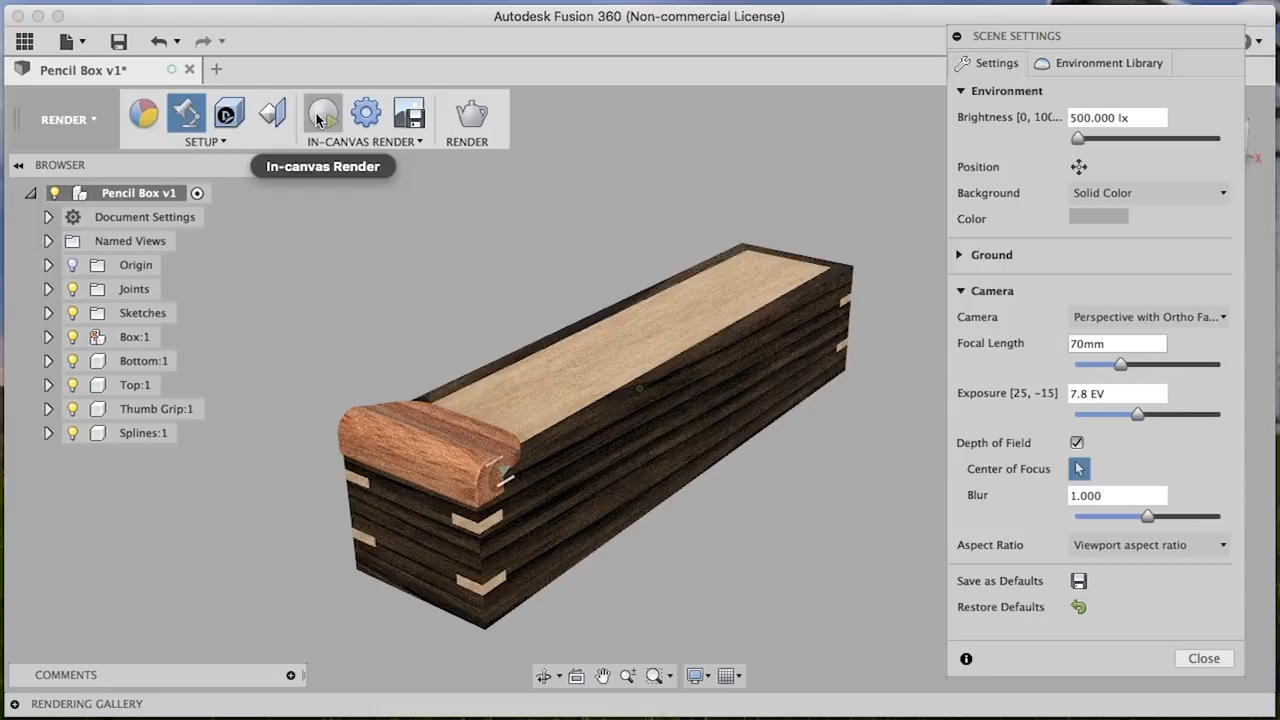 Autodesk Fusion 360 (Non-commercial License)
Pencil Box v1*
RENDER
SETUP
IN-CANVAS RENDER
RENDER
In-canvas Render
BROWSER
Pencil Box v1
Document Settings
Named Views
Origin
Joints
Sketches
Box:1
Bottom:1
Top:1
Thumb Grip:1
Splines:1
COMMENTS
RENDERING GALLERY
SCENE SETTINGS
Settings
Environment Library
Environment
Brightness [0, 10(... 500.000 lx
Position
Background Solid Color
Color
Ground
Camera
Camera Perspective with Ortho Fa...
Focal Length 70mm
Exposure [25, -15] 7.8 EV
Depth of Field
Center of Focus
Blur 1.000
Aspect Ratio Viewport aspect ratio
Save as Defaults
Restore Defaults
Close
X